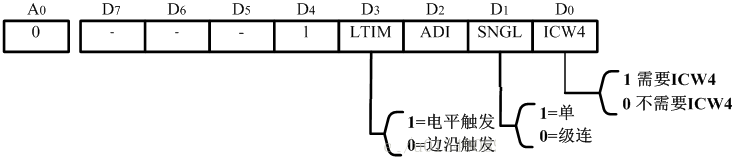 A0 D7 D6 D5 D4 D3 D2 D1 D0
0 - - - 1 LTIM ADI SNGL ICW4
1 需要ICW4
0 不需要ICW4
1=电平触发
0=边沿触发
1=单
0=级连